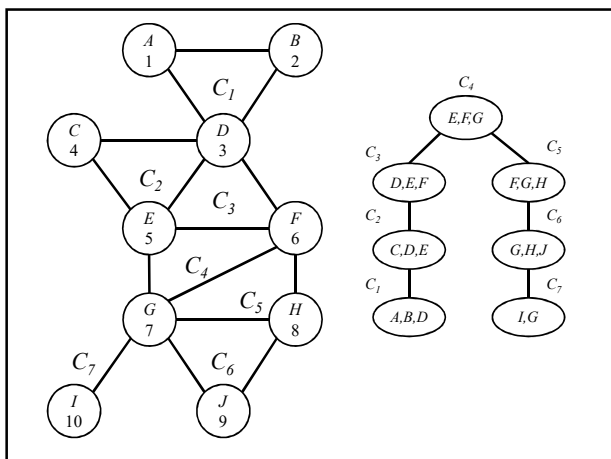 A
1
B
2
C₁
C
4
D
3
C₂
C₃
E
5
F
6
C₄
C₅
G
7
H
8
C₇
C₆
I
10
J
9
C₄
E,F,G
C₃
C₅
D,E,F
F,G,H
C₂
C₆
C,D,E
G,H,J
C₁
C₇
A,B,D
I,G